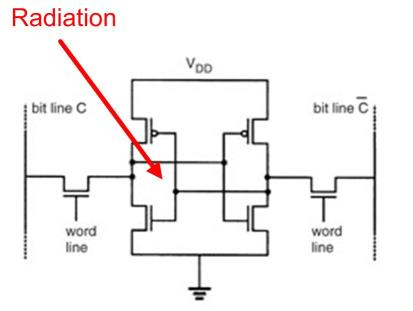 Radiation
VDD
bit line C
bit line C̅
word
line
word
line